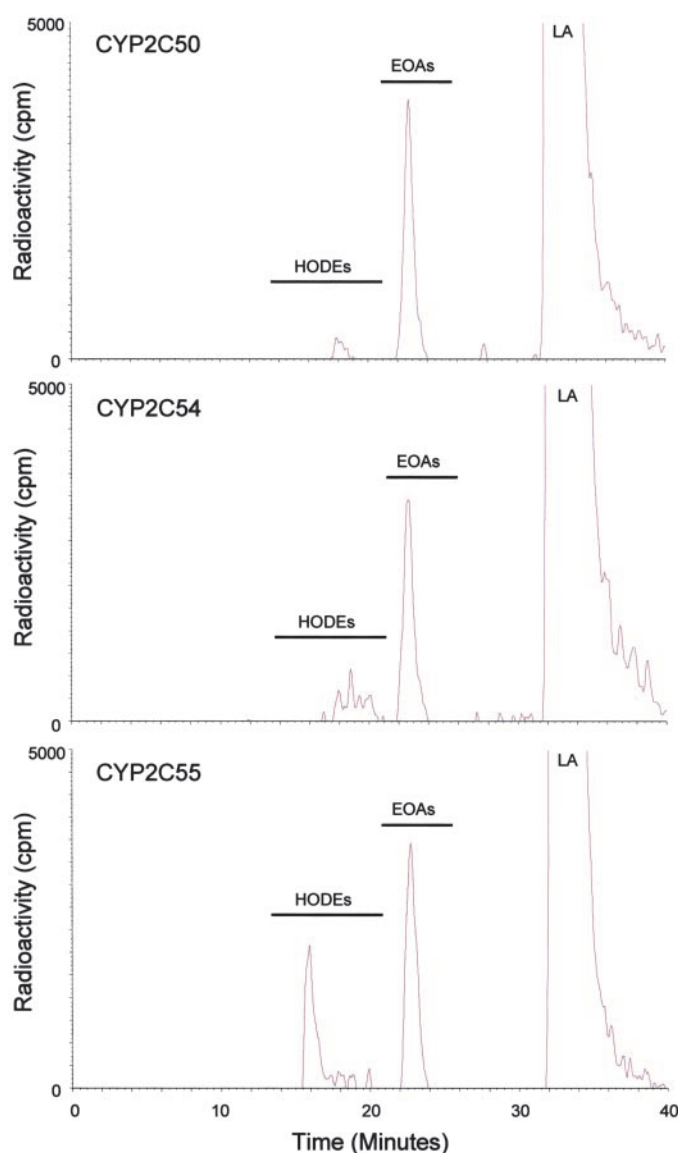 5000
CYP2C50
LA
EOAs
HODEs
Radioactivity (cpm)
0
5000
CYP2C54
LA
EOAs
HODEs
Radioactivity (cpm)
0
5000
CYP2C55
LA
EOAs
HODEs
Radioactivity (cpm)
0
0 10 20 30 40
Time (Minutes)